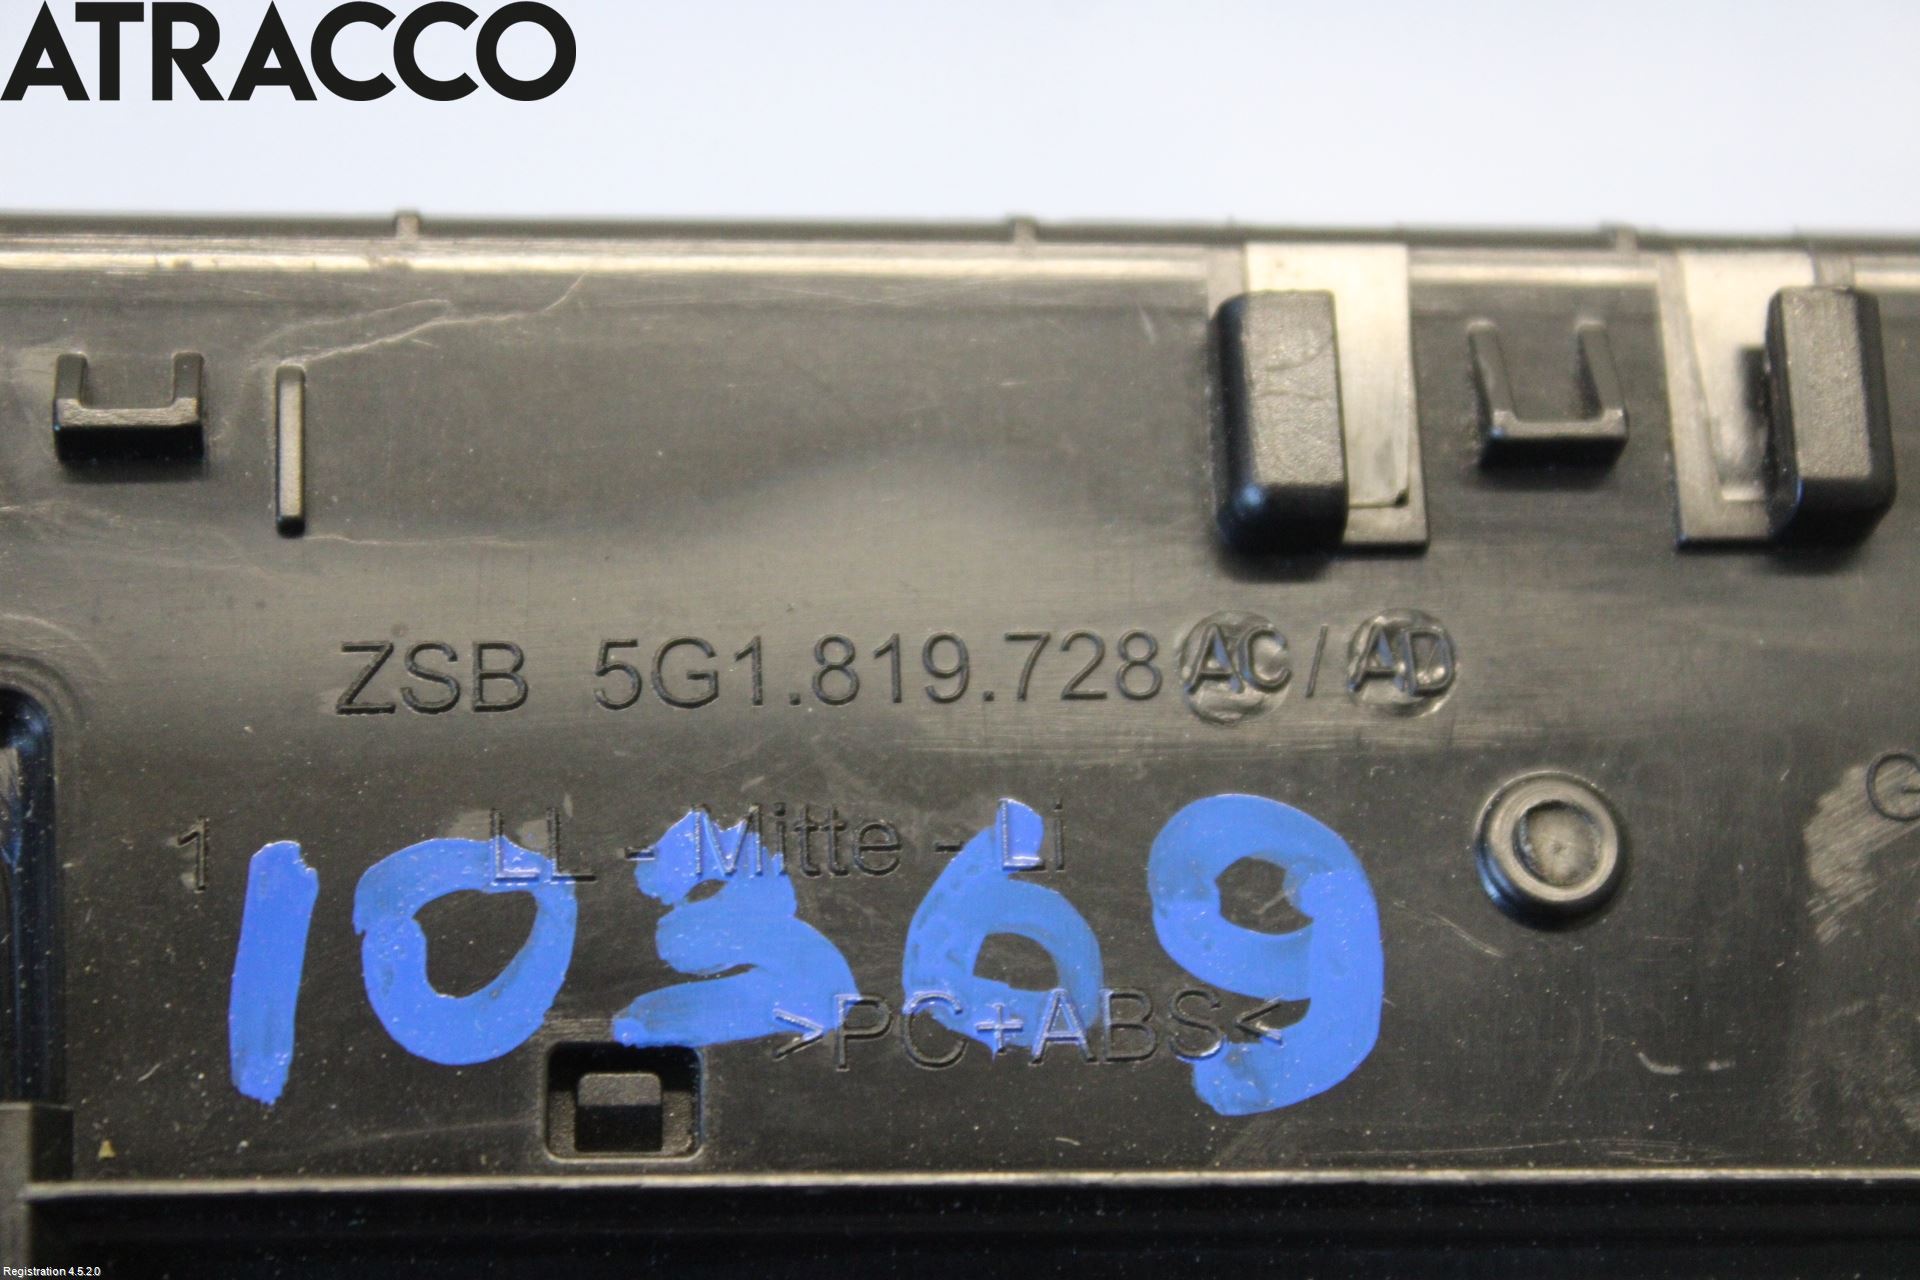 ATRACCO
ZSB 5G1.819.728 AC / AD
G
1 LL - Mitte - Li
10369
>PC+ABS<
Registration 4.5.2.0